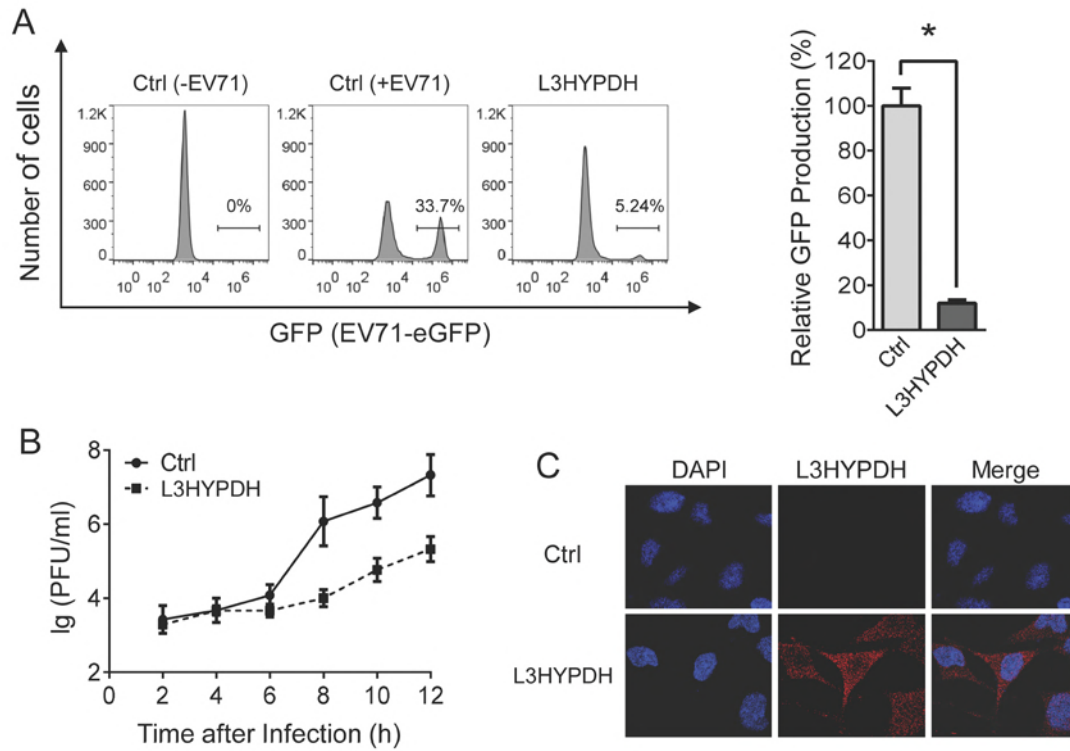 A
Number of cells
Ctrl (-EV71)
1.2K
900
600
300
0
0%
10^0 10^2 10^4 10^6
Ctrl (+EV71)
1.2K
900
600
300
0
33.7%
10^0 10^2 10^4 10^6
L3HYPDH
1.2K
900
600
300
0
5.24%
10^0 10^2 10^4 10^6
GFP (EV71-eGFP)
Relative GFP Production (%)
120
100
80
60
40
20
0
*
Ctrl
L3HYPDH
B
lg (PFU/ml)
8
6
4
2
Ctrl
L3HYPDH
0 2 4 6 8 10 12
Time after Infection (h)
C
DAPI L3HYPDH Merge
Ctrl
L3HYPDH